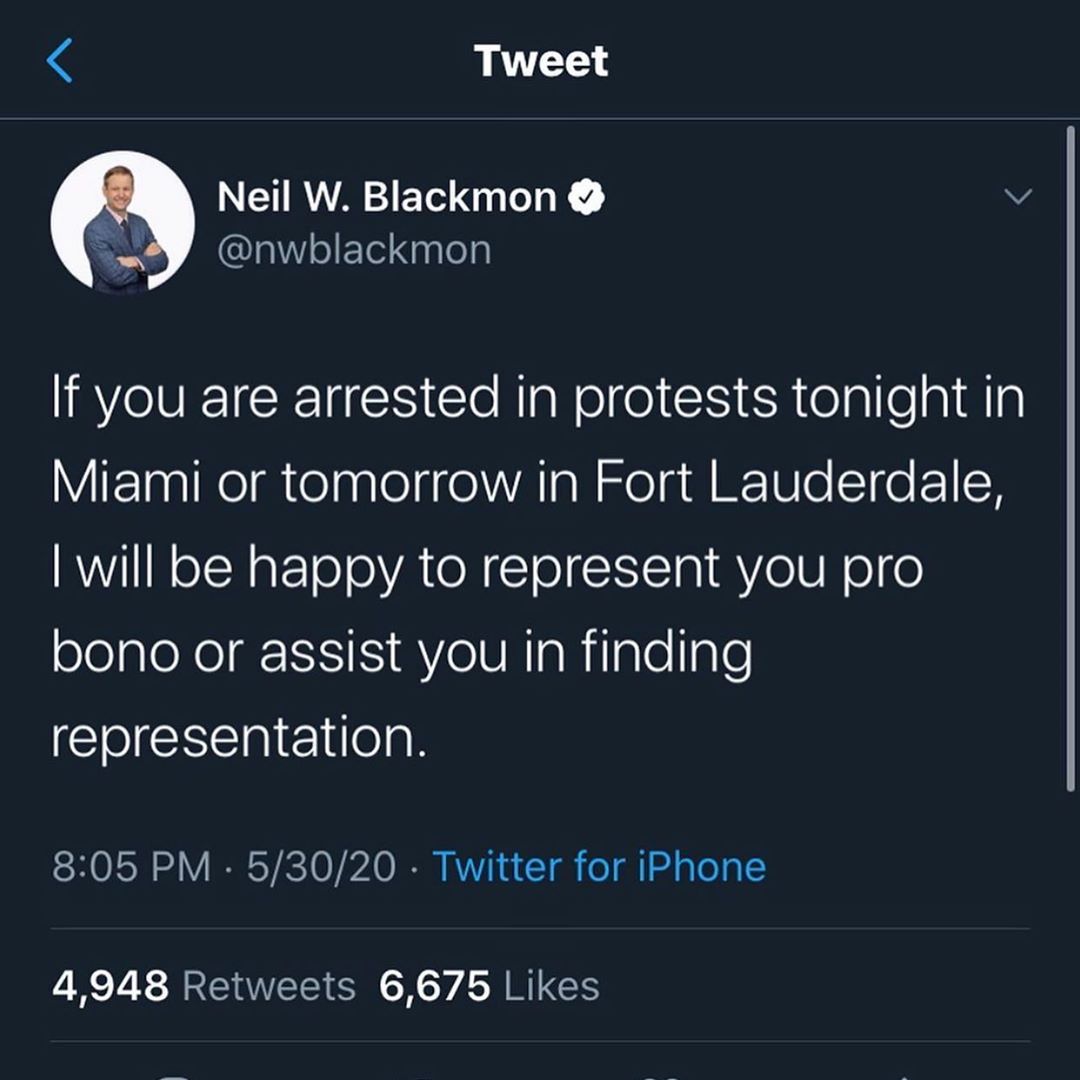 Tweet
Neil W. Blackmon
@nwblackmon
If you are arrested in protests tonight in
Miami or tomorrow in Fort Lauderdale,
I will be happy to represent you pro
bono or assist you in finding
representation.
8:05 PM · 5/30/20 · Twitter for iPhone
4,948 Retweets 6,675 Likes